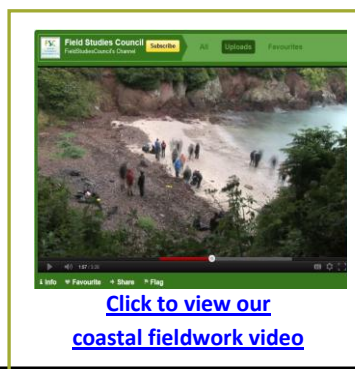 Field Studies Council
FieldStudiesCouncil's Channel
Subscribe
All
Uploads
Favourites
Info
Favourite
+ Share
Flag
Click to view our
coastal fieldwork video